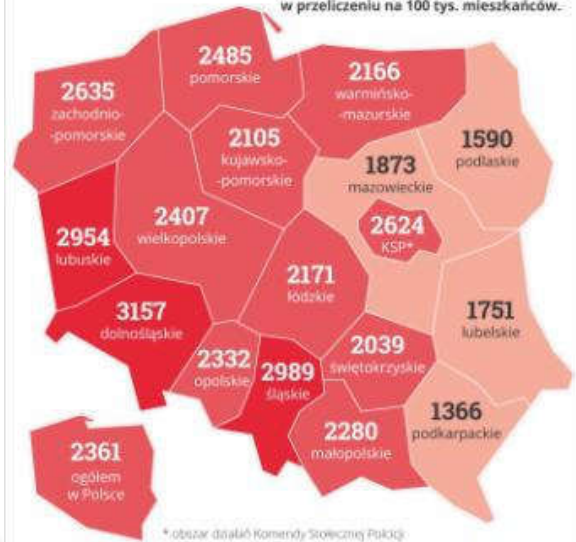 w przeliczeniu na 100 tys. mieszkańców.
2485
pomorskie
2635
zachodnio-
-pomorskie
2166
warmińsko-
-mazurskie
2105
kujawsko-
-pomorskie
1590
podlaskie
1873
mazowieckie
2624
KSP*
2407
wielkopolskie
2954
lubuskie
2171
łódzkie
3157
dolnośląskie
1751
lubelskie
2332
opolskie
2989
śląskie
2039
świętokrzyskie
2280
małopolskie
1366
podkarpackie
2361
ogółem
w Polsce
* obszar działań Komendy Stołecznej Policji